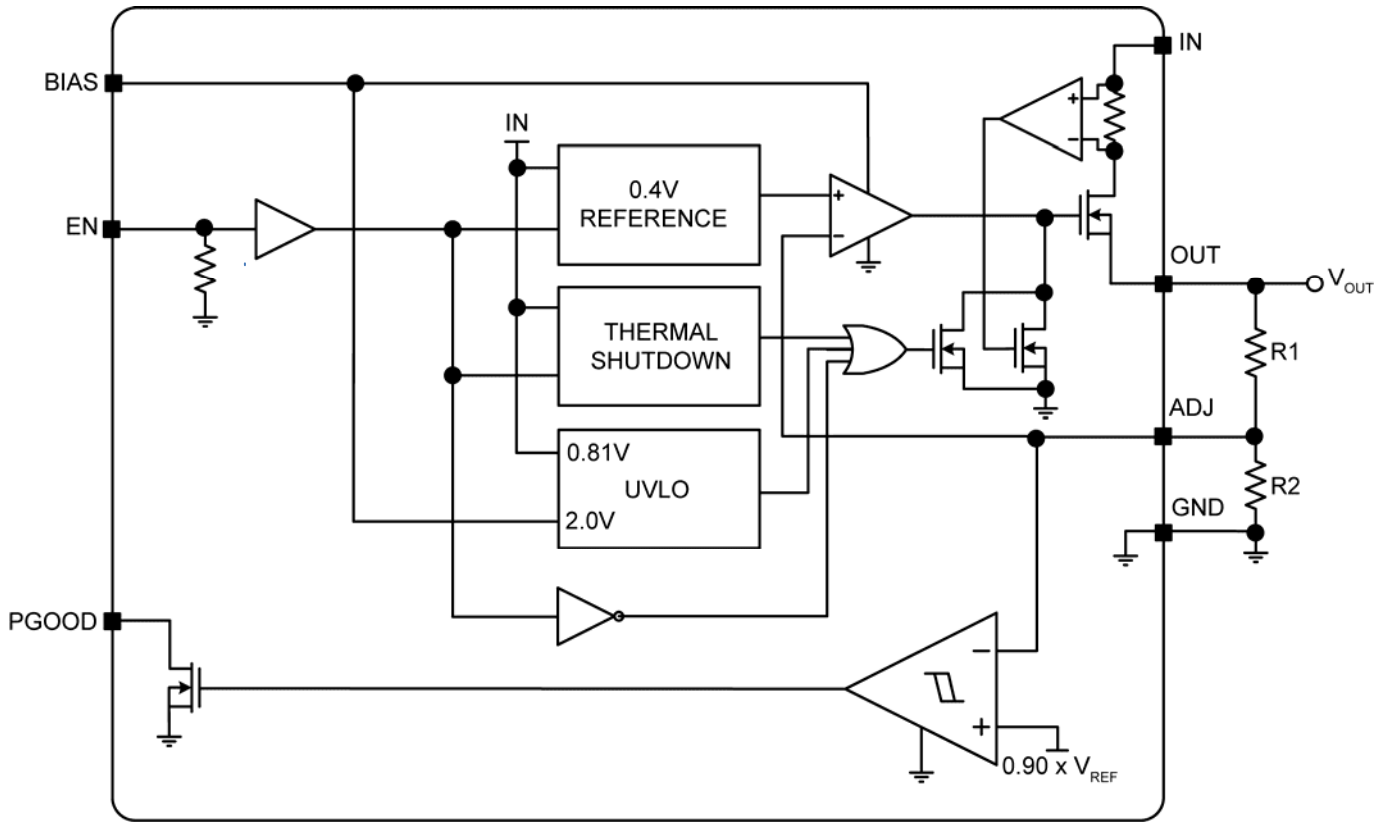 IN
BIAS
IN
0.4V
REFERENCE
+
−
+
−
EN
OUT
V_OUT
THERMAL
SHUTDOWN
R1
ADJ
0.81V
UVLO
2.0V
R2
GND
PGOOD
−
+
0.90 x V_REF